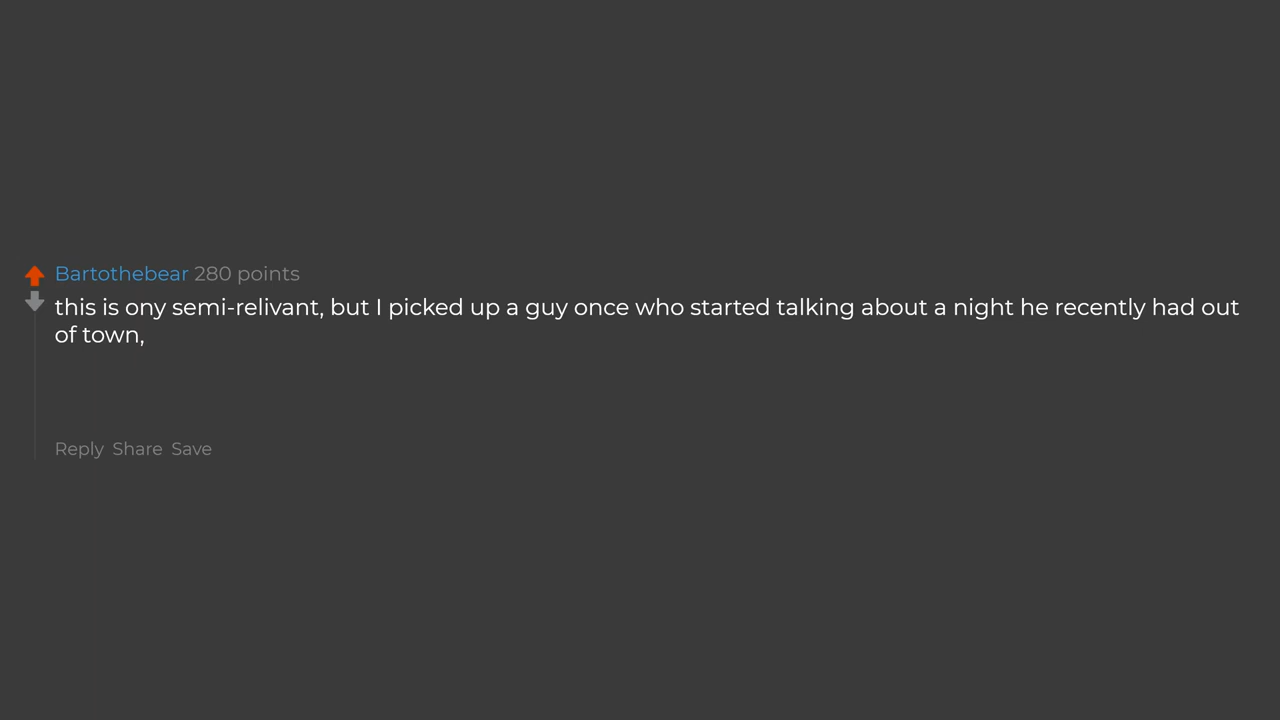 Bartothebear 280 points
this is ony semi-relivant, but I picked up a guy once who started talking about a night he recently had out
of town,
Reply Share Save